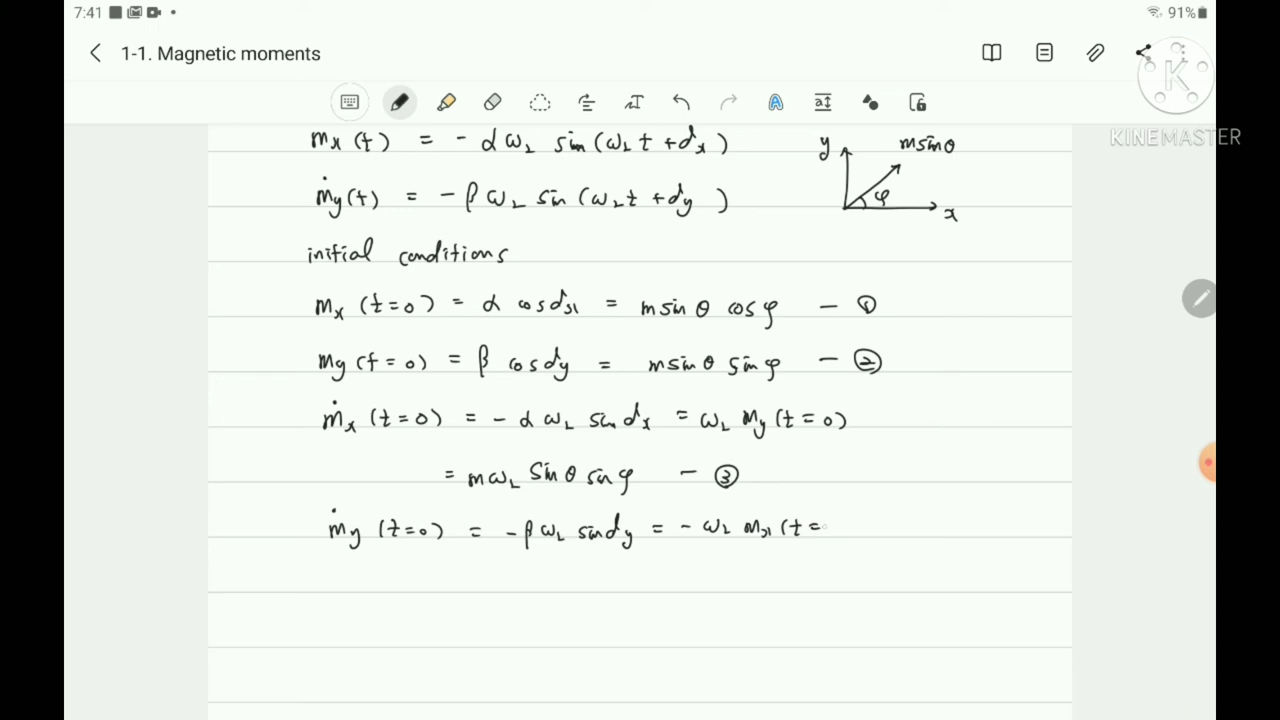 7:41
91%
1-1. Magnetic moments
KINEMASTER
mx (t) = - α ω_L sin (ω_L t + δ_x)
ṁy (t) = - β ω_L sin (ω_L t + δy )
y
m sin θ
φ
x
initial conditions
mx (t=0) = α cos δx = m sin θ cos φ — ①
my (t=0) = β cos δy = m sin θ sin φ — ②
ṁx (t=0) = - α ω_L sin δx = ω_L my (t=0)
= m ω_L sin θ sin φ — ③
ṁy (t=0) = - β ω_L sin δy = - ω_L mx (t=